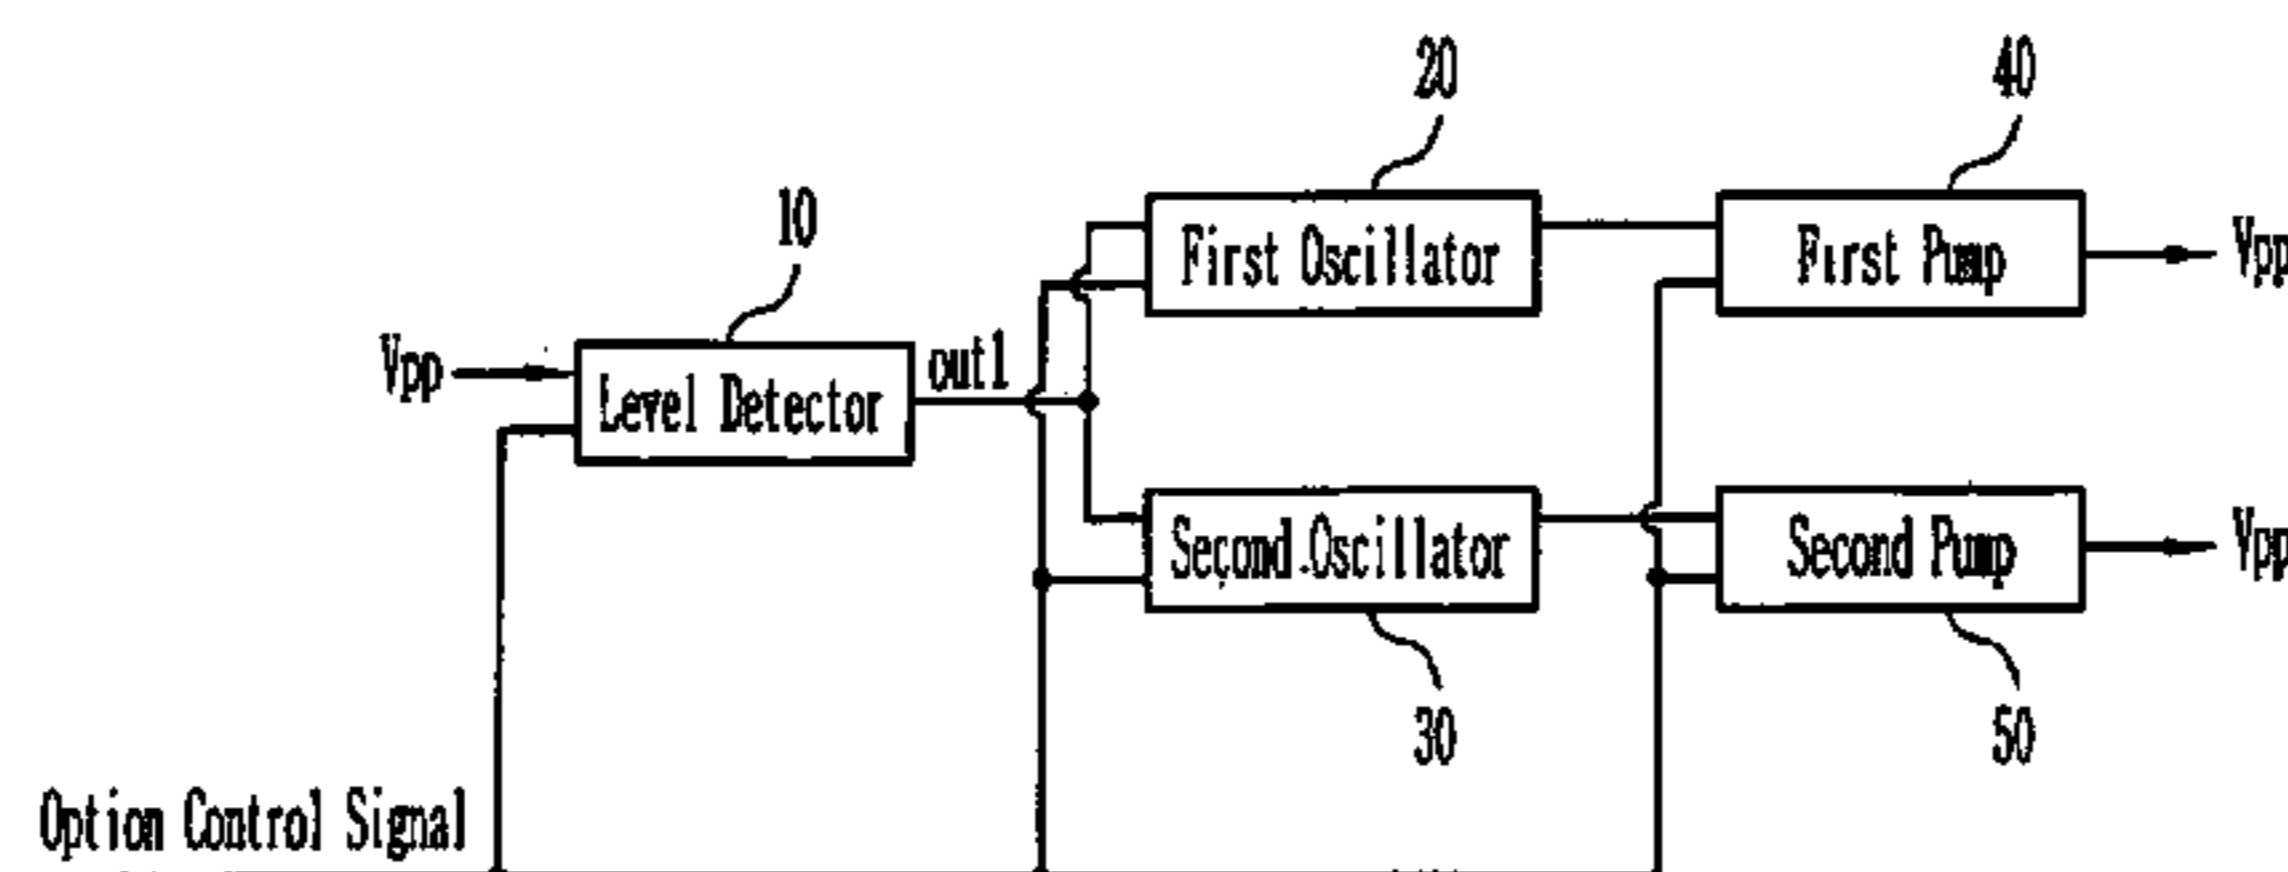 20
40
10
First Oscillator
First Pump
Vpp
Vpp
out1
Level Detector
Second Oscillator
Second Pump
Vpp
30
50
Option Control Signal